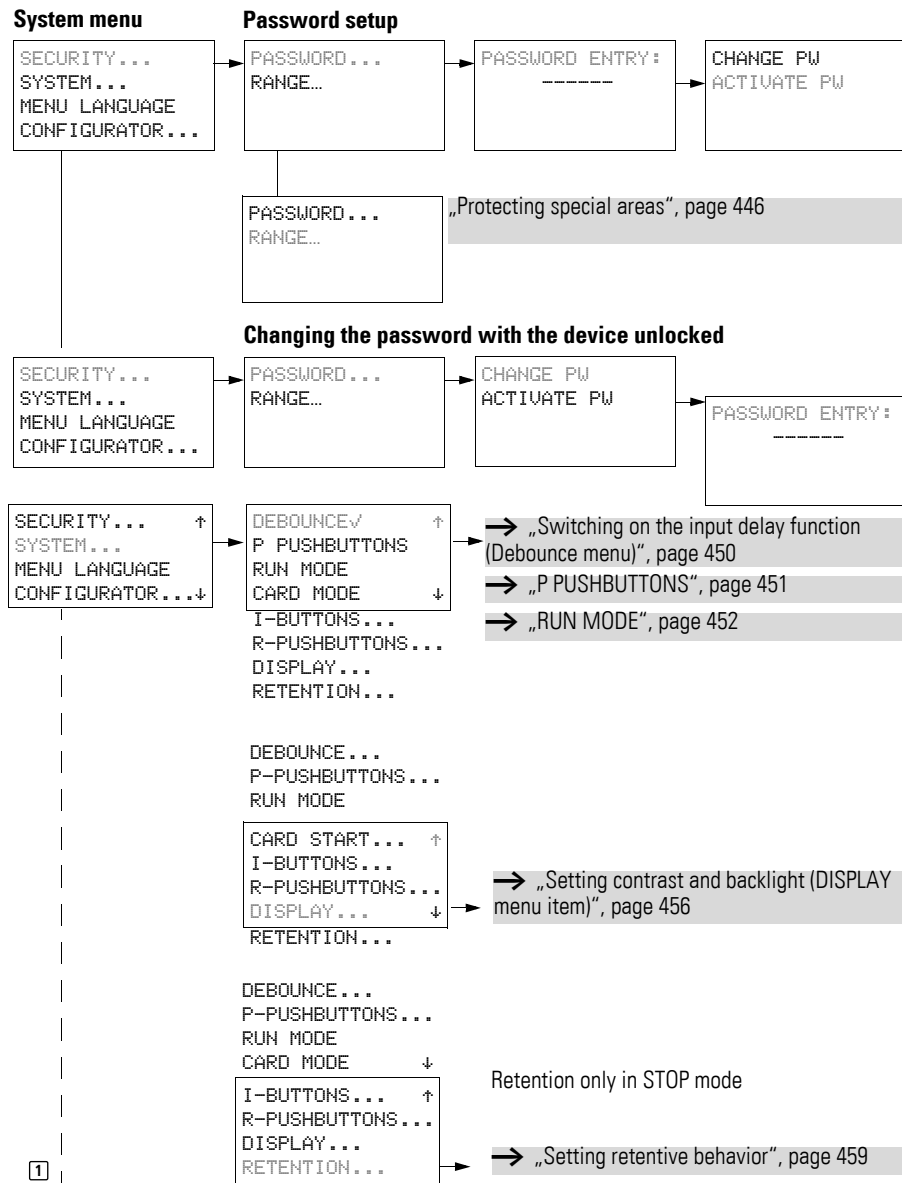 System menu
Password setup
SECURITY...
SYSTEM...
MENU LANGUAGE
CONFIGURATOR...
PASSWORD...
RANGE…
PASSWORD ENTRY:
------
CHANGE PW
ACTIVATE PW
PASSWORD...
RANGE…
„Protecting special areas“, page 446
Changing the password with the device unlocked
SECURITY...
SYSTEM...
MENU LANGUAGE
CONFIGURATOR...
PASSWORD...
RANGE…
CHANGE PW
ACTIVATE PW
PASSWORD ENTRY:
------
SECURITY... ↑
SYSTEM...
MENU LANGUAGE
CONFIGURATOR...↓
DEBOUNCE√ ↑
P PUSHBUTTONS
RUN MODE
CARD MODE ↓
I-BUTTONS...
R-PUSHBUTTONS...
DISPLAY...
RETENTION...
→ „Switching on the input delay function
(Debounce menu)“, page 450
→ „P PUSHBUTTONS“, page 451
→ „RUN MODE“, page 452
DEBOUNCE...
P-PUSHBUTTONS...
RUN MODE
CARD START... ↑
I-BUTTONS...
R-PUSHBUTTONS...
DISPLAY... ↓
RETENTION...
→ „Setting contrast and backlight (DISPLAY
menu item)“, page 456
DEBOUNCE...
P-PUSHBUTTONS...
RUN MODE
CARD MODE ↓
I-BUTTONS... ↑
R-PUSHBUTTONS...
DISPLAY...
RETENTION...
Retention only in STOP mode
→ „Setting retentive behavior“, page 459
1